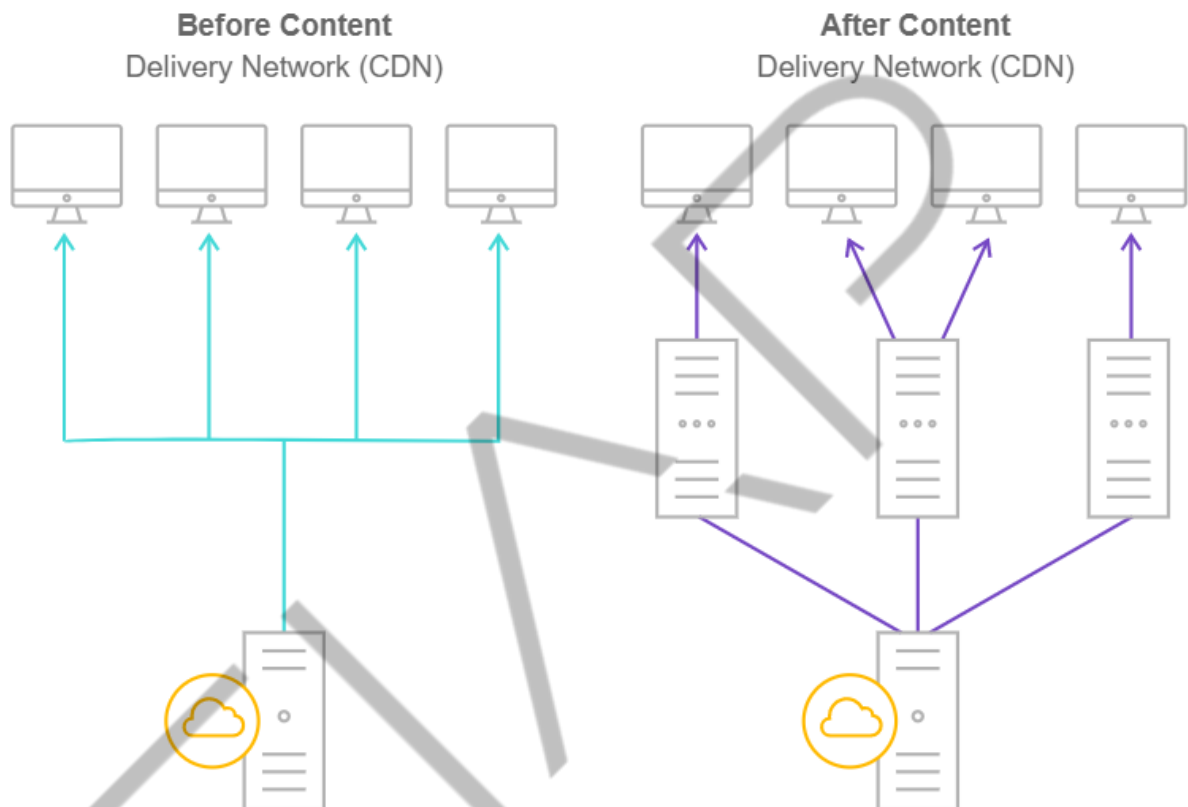 Before Content
Delivery Network (CDN)
After Content
Delivery Network (CDN)